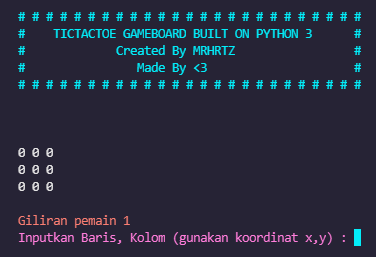 # # # # # # # # # # # # # # # # # # # # # # # # #
# TICTACTOE GAMEBOARD BUILT ON PYTHON 3 #
# Created By MRHRTZ #
# Made By <3 #
# # # # # # # # # # # # # # # # # # # # # # # # #
0 0 0
0 0 0
0 0 0
Giliran pemain 1
Inputkan Baris, Kolom (gunakan koordinat x,y) :